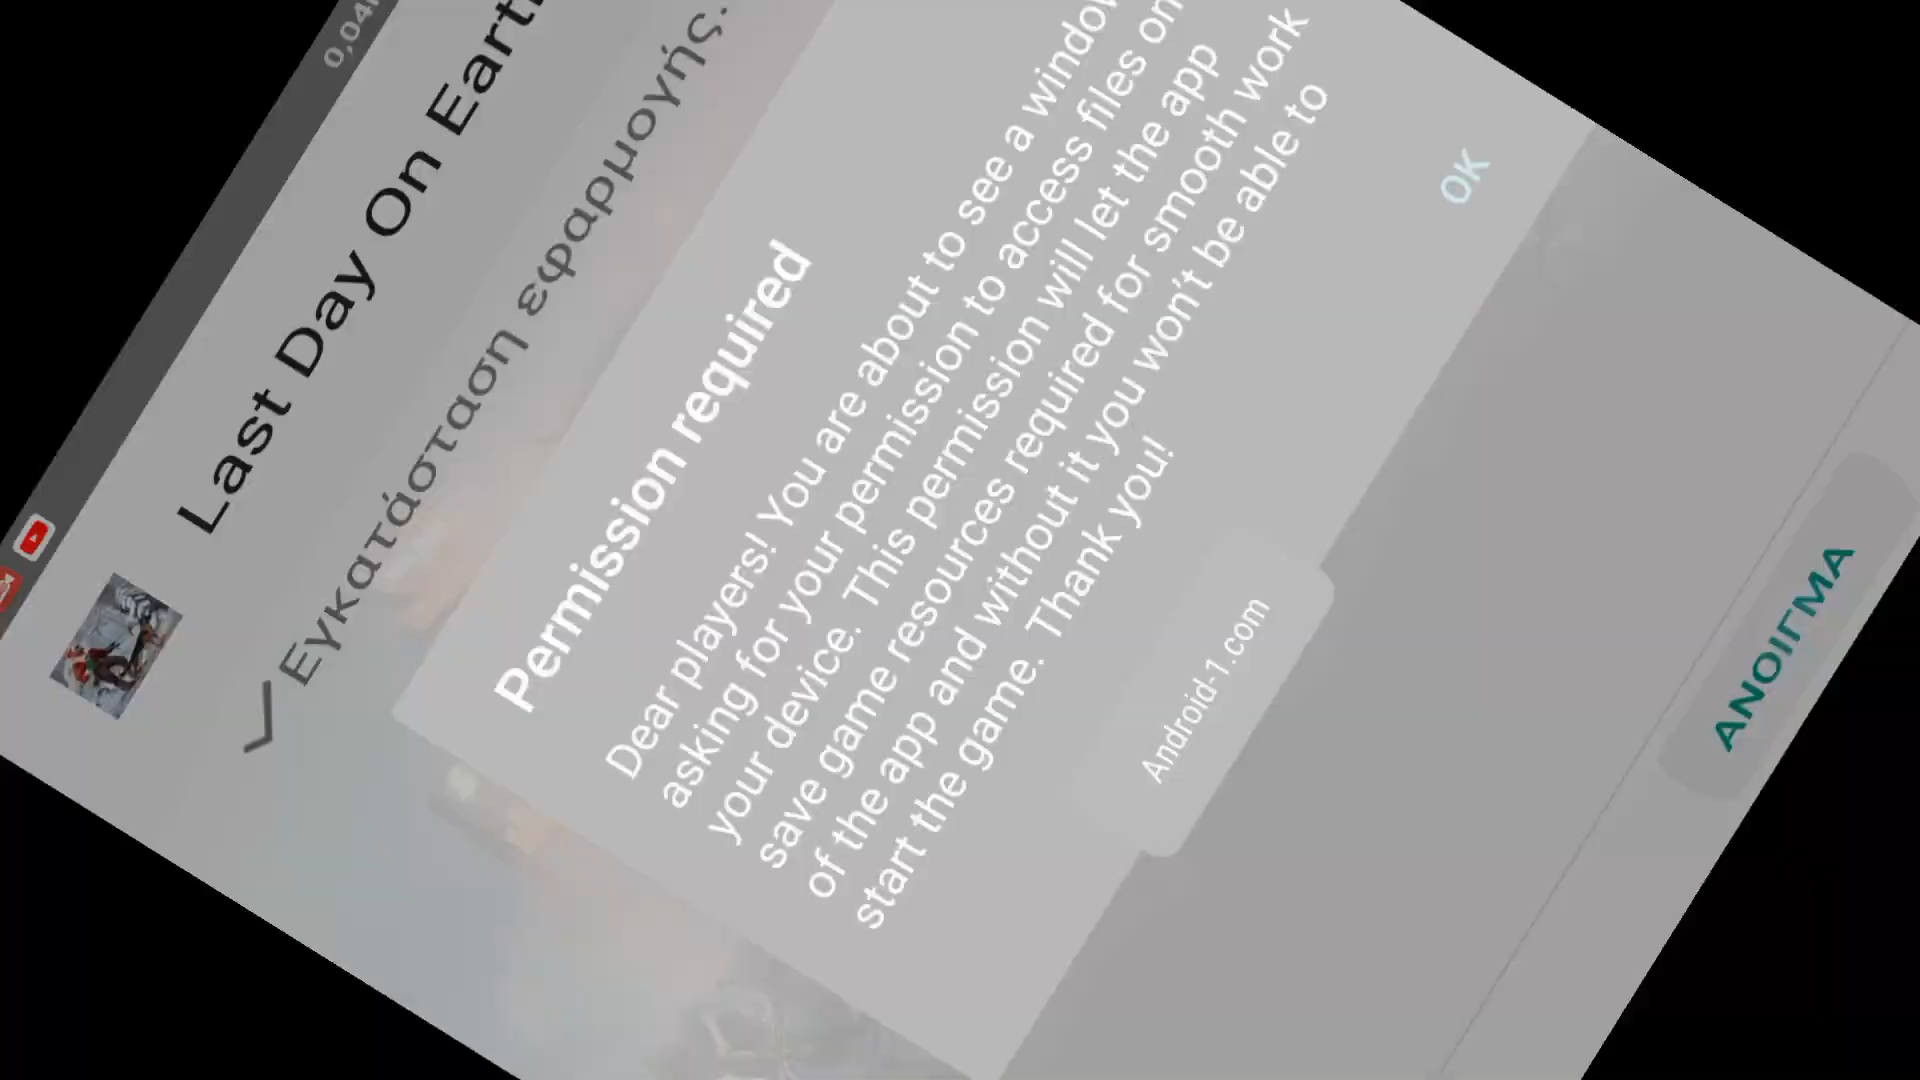 0,04
Last Day On Earth
Εγκατάσταση εφαρμογής.
Permission required
Dear players! You are about to see a window
asking for your permission to access files on
your device. This permission will let the app
save game resources required for smooth work
of the app and without it you won't be able to
start the game. Thank you!
OK
Android-1.com
ΑΝΟΙΓΜΑ